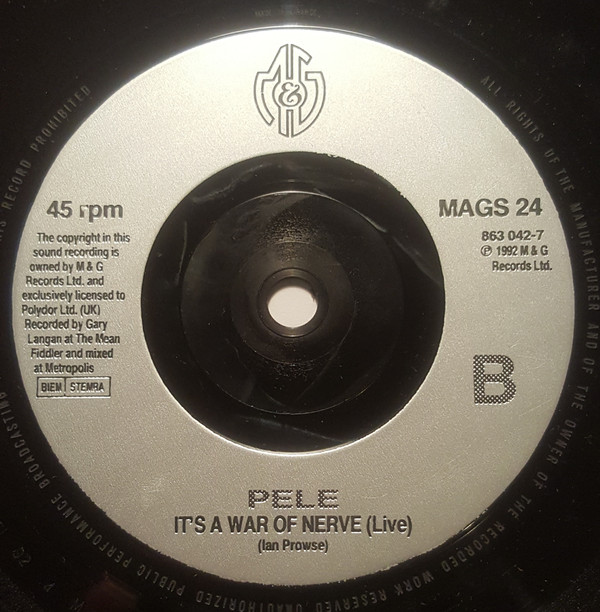 M&G
45 rpm
The copyright in this
sound recording is
owned by M & G
Records Ltd. and
exclusively licensed to
Polydor Ltd. (UK)
Recorded by Gary
Langan at The Mean
Fiddler and mixed
at Metropolis
BIEM STEMRA
MAGS 24
863 042-7
℗ 1992 M & G
Records Ltd.
B
PELE
IT'S A WAR OF NERVE (Live)
(Ian Prowse)
ALL RIGHTS OF THE MANUFACTURER AND OF THE OWNER OF THE RECORDED WORK RESERVED UNAUTHORIZED PUBLIC PERFORMANCE BROADCASTING
RECORD PROHIBITED